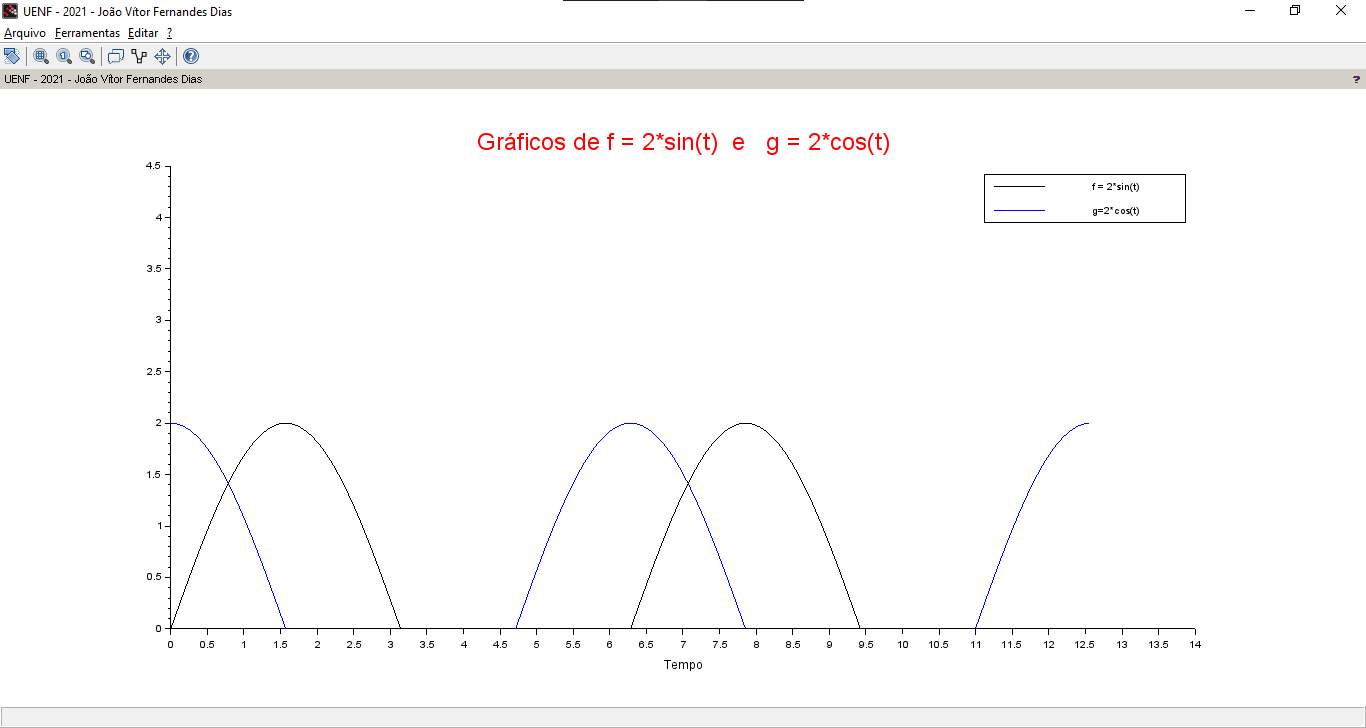 UENF - 2021 - João Vítor Fernandes Dias
Arquivo Ferramentas Editar ?
UENF - 2021 - João Vítor Fernandes Dias ?
Gráficos de f = 2*sin(t) e g = 2*cos(t)
f = 2*sin(t)
g=2*cos(t)
4.5
4
3.5
3
2.5
2
1.5
1
0.5
0
0 0.5 1 1.5 2 2.5 3 3.5 4 4.5 5 5.5 6 6.5 7 7.5 8 8.5 9 9.5 10 10.5 11 11.5 12 12.5 13 13.5 14
Tempo